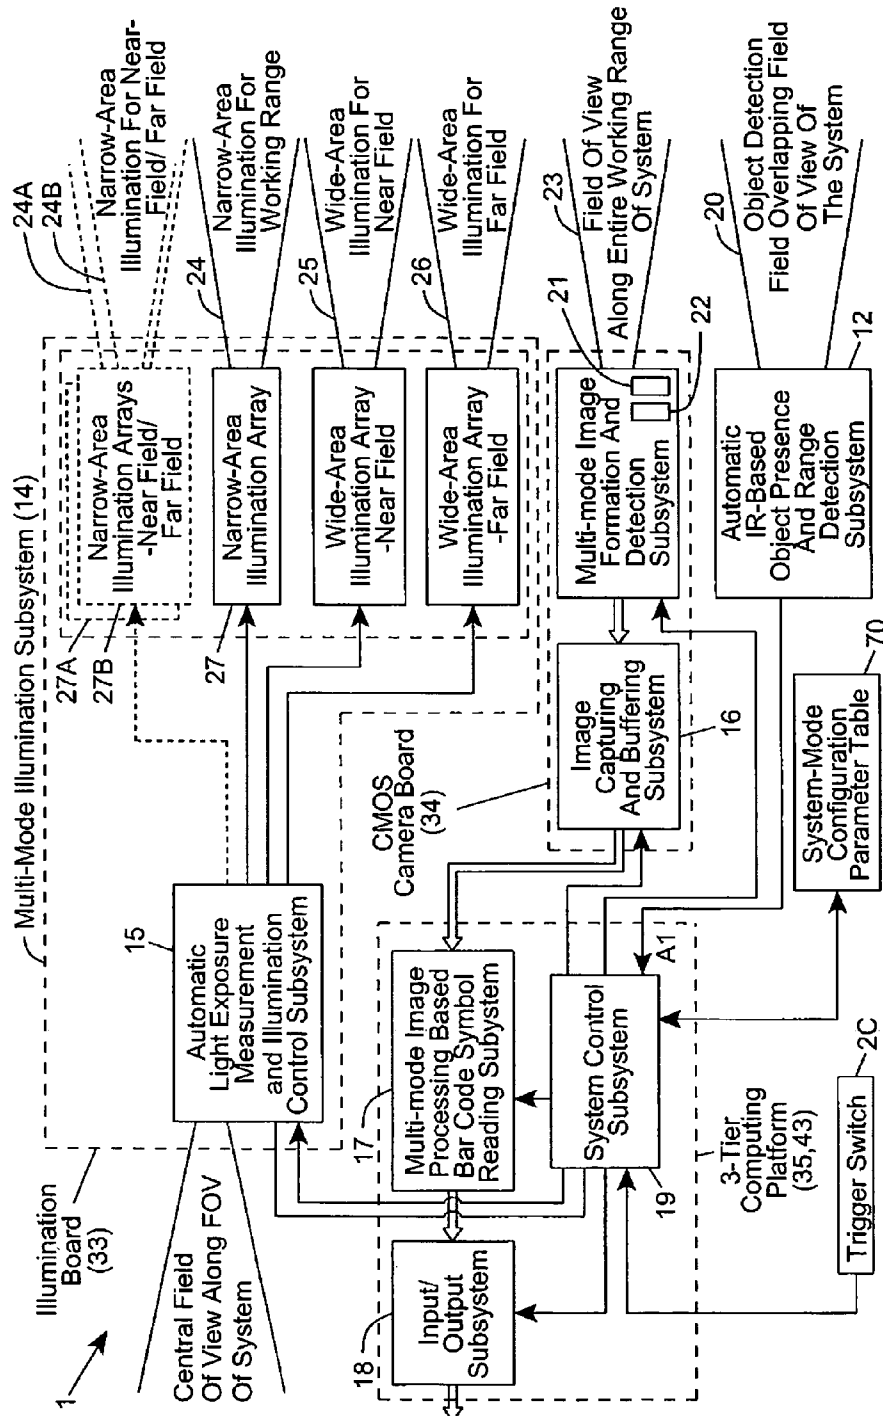 Multi-Mode Illumination Subsystem (14)
24A
24B
27A
27B
Narrow-Area
Illumination Arrays
-Near Field/
Far Field
Narrow-Area
Illumination For Near-
Field/ Far Field
27
Narrow-Area
Illumination Array
24
Narrow-Area
Illumination For
Working Range
Wide-Area
Illumination Array
-Near Field
25
Wide-Area
Illumination For
Near Field
Wide-Area
Illumination Array
-Far Field
26
Wide-Area
Illumination For
Far Field
Illumination
Board
(33)
1
Central Field
Of View Along FOV
Of System
15
Automatic
Light Exposure
Measurement
and Illumination
Control Subsystem
CMOS
Camera Board
(34)
Image
Capturing
And Buffering
Subsystem
16
Multi-mode Image
Formation And
Detection
Subsystem
21
22
23
Field Of View
Along Entire Working Range
Of System
18
Input/
Output
Subsystem
17
Multi-mode Image
Processing Based
Bar Code Symbol
Reading Subystem
System Control
Subsystem
19
A1
3-Tier
Computing
Platform
(35,43)
Automatic
IR-Based
Object Presence
And Range
Detection
Subsystem
12
20
Object Detection
Field Overlapping Field
Of View Of
The System
Trigger Switch
2C
System-Mode
Configuration
Parameter Table
70